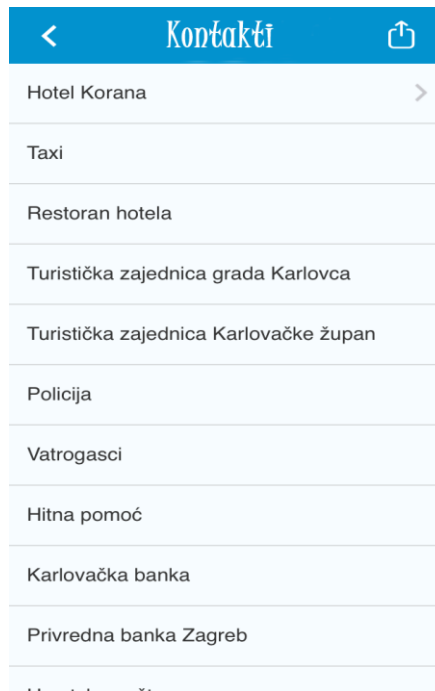 Kontakti
Hotel Korana
Taxi
Restoran hotela
Turistička zajednica grada Karlovca
Turistička zajednica Karlovačke župan
Policija
Vatrogasci
Hitna pomoć
Karlovačka banka
Privredna banka Zagreb